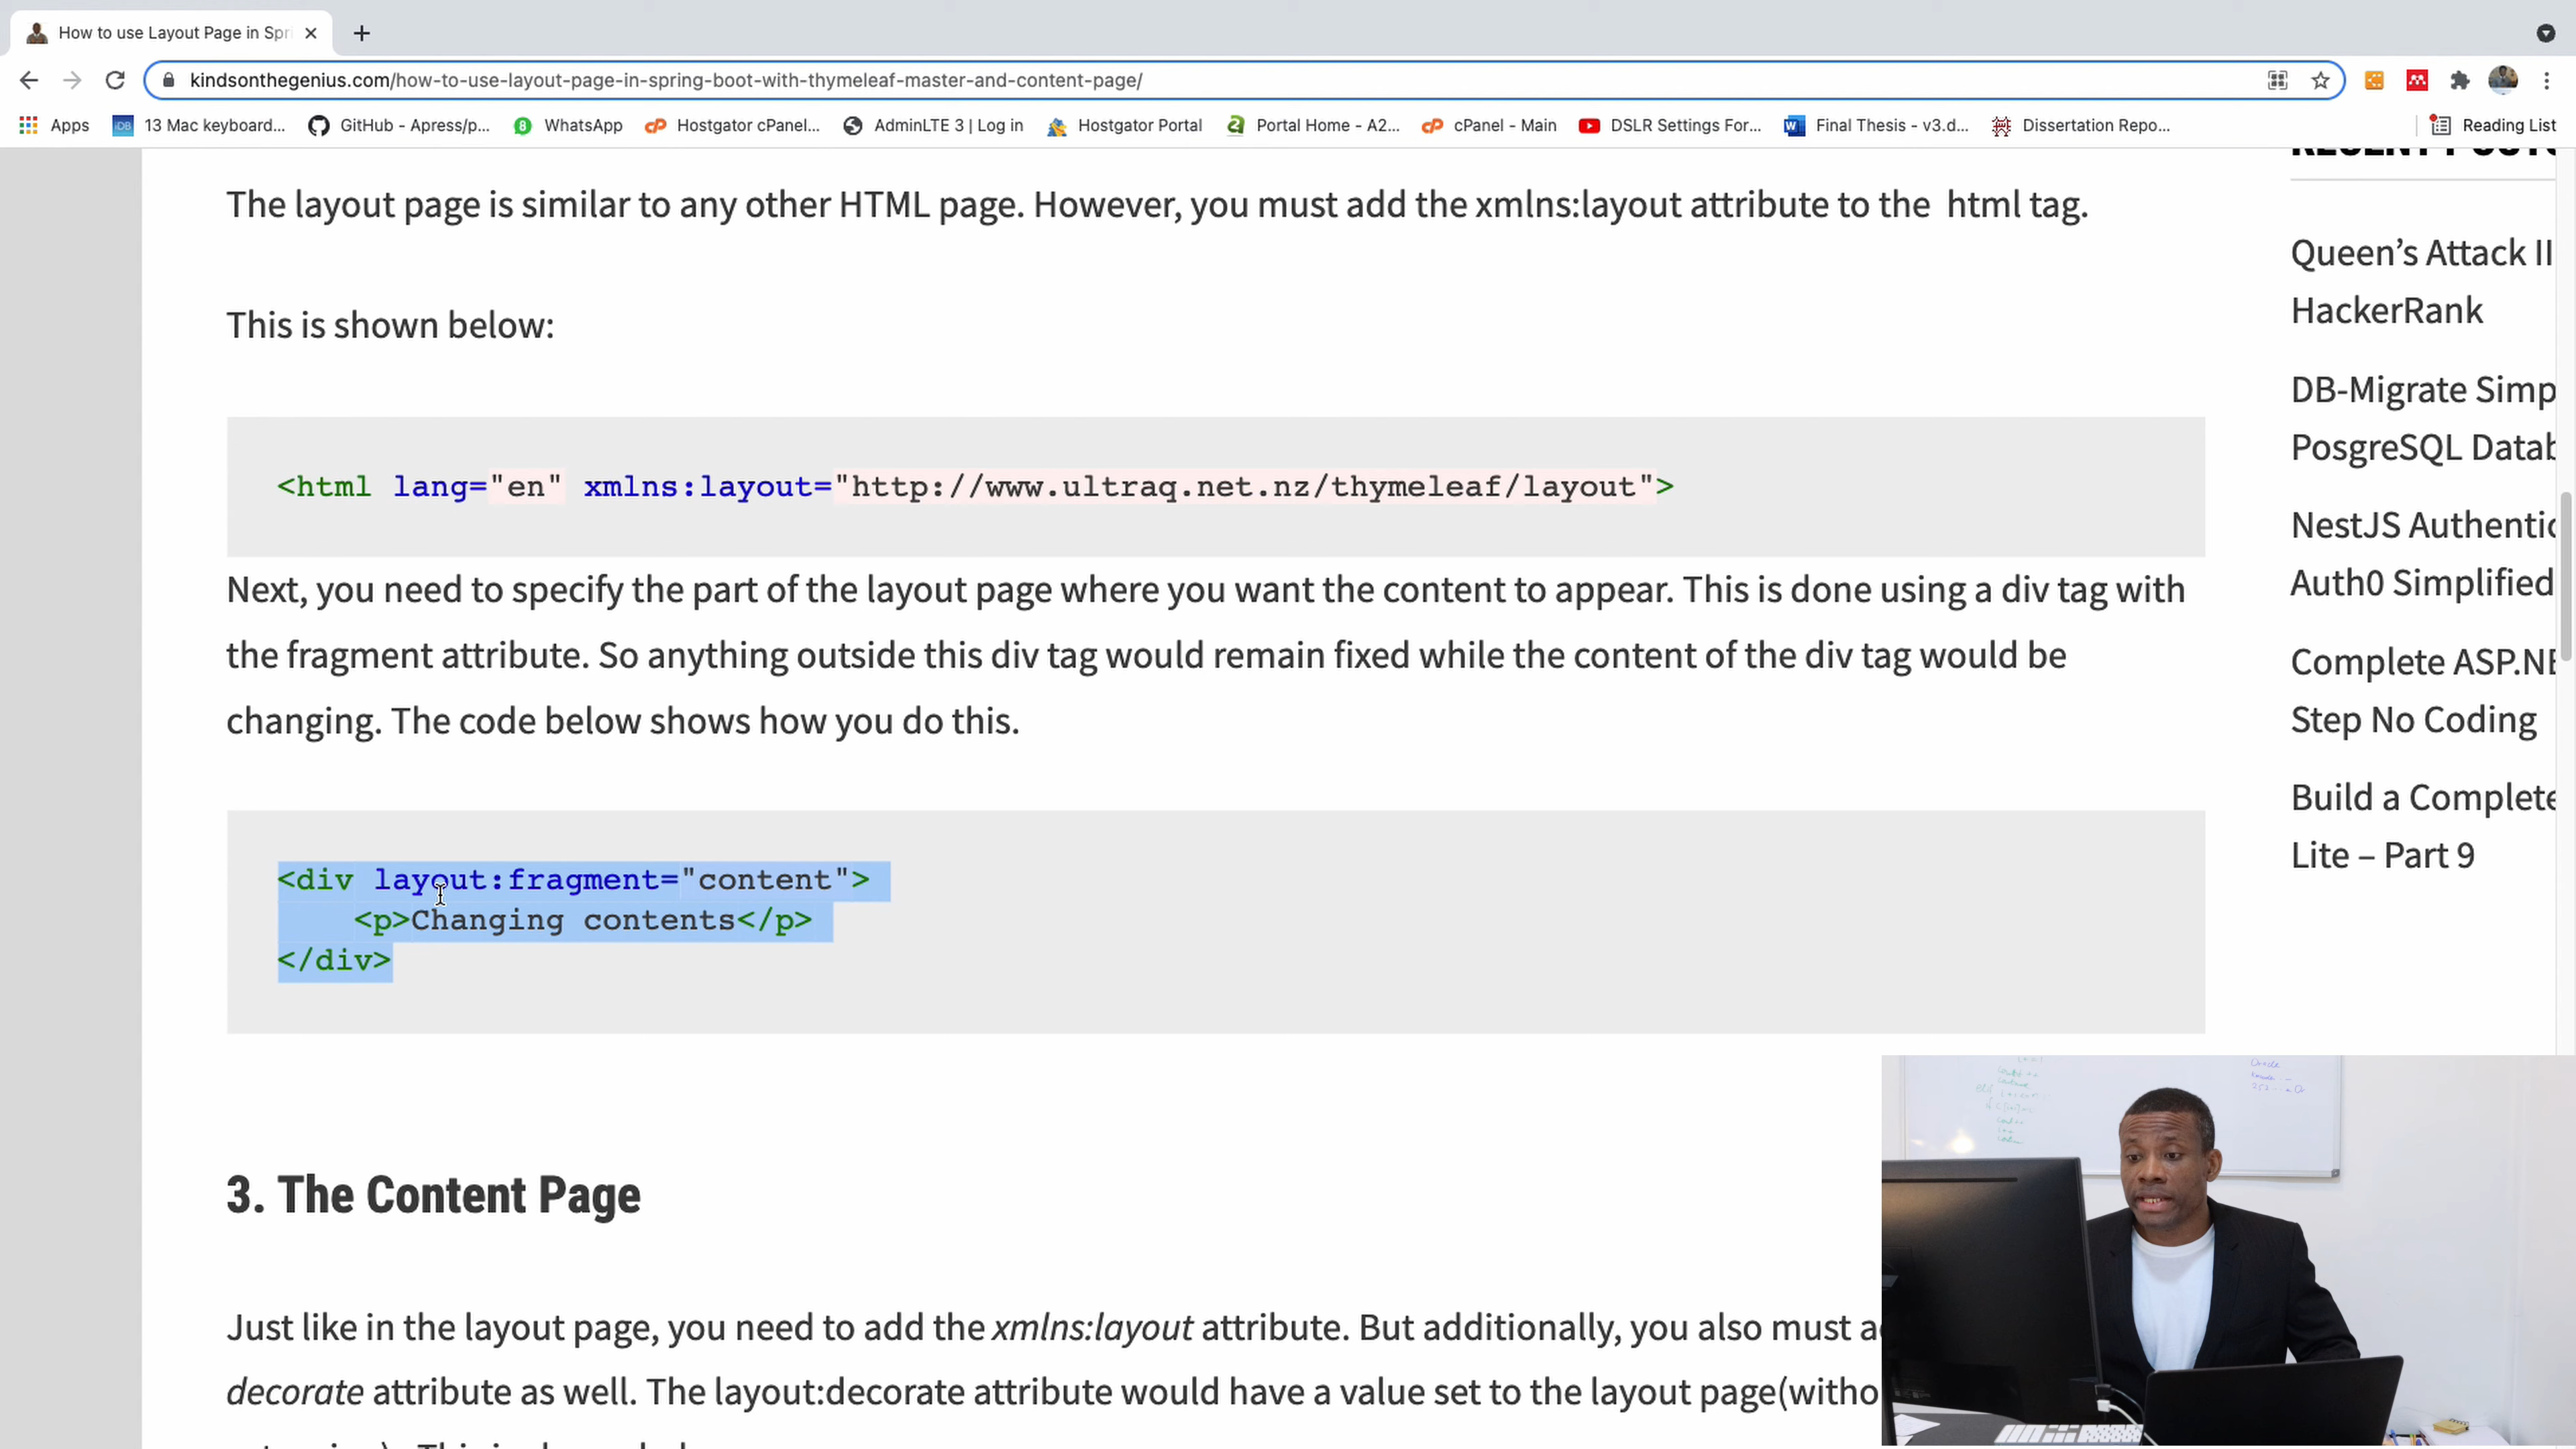 How to use Layout Page in Spri
kindsonthegenius.com/how-to-use-layout-page-in-spring-boot-with-thymeleaf-master-and-content-page/
Apps
13 Mac keyboard...
GitHub - Apress/p...
8
WhatsApp
cP
Hostgator cPanel...
AdminLTE 3 | Log in
Hostgator Portal
Portal Home - A2...
cP
cPanel - Main
DSLR Settings For...
Final Thesis - v3.d...
Dissertation Repo...
Reading List
The layout page is similar to any other HTML page. However, you must add the xmlns:layout attribute to the html tag.
This is shown below:
<html lang="en" xmlns:layout="http://www.ultraq.net.nz/thymeleaf/layout">
Next, you need to specify the part of the layout page where you want the content to appear. This is done using a div tag with
the fragment attribute. So anything outside this div tag would remain fixed while the content of the div tag would be
changing. The code below shows how you do this.
<div layout:fragment="content">
<p>Changing contents</p>
</div>
3. The Content Page
Just like in the layout page, you need to add the xmlns:layout attribute. But additionally, you also must
decorate attribute as well. The layout:decorate attribute would have a value set to the layout page(witho
Queen’s Attack II
HackerRank
DB-Migrate Simp
PosgreSQL Datab
NestJS Authentic
Auth0 Simplified
Complete ASP.NE
Step No Coding
Build a Complete
Lite – Part 9